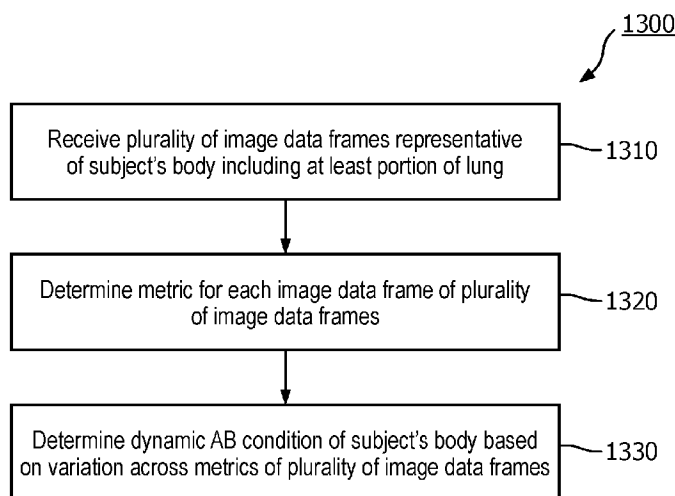 1300
Receive plurality of image data frames representative
of subject's body including at least portion of lung
1310
Determine metric for each image data frame of plurality
of image data frames
1320
Determine dynamic AB condition of subject's body based
on variation across metrics of plurality of image data frames
1330